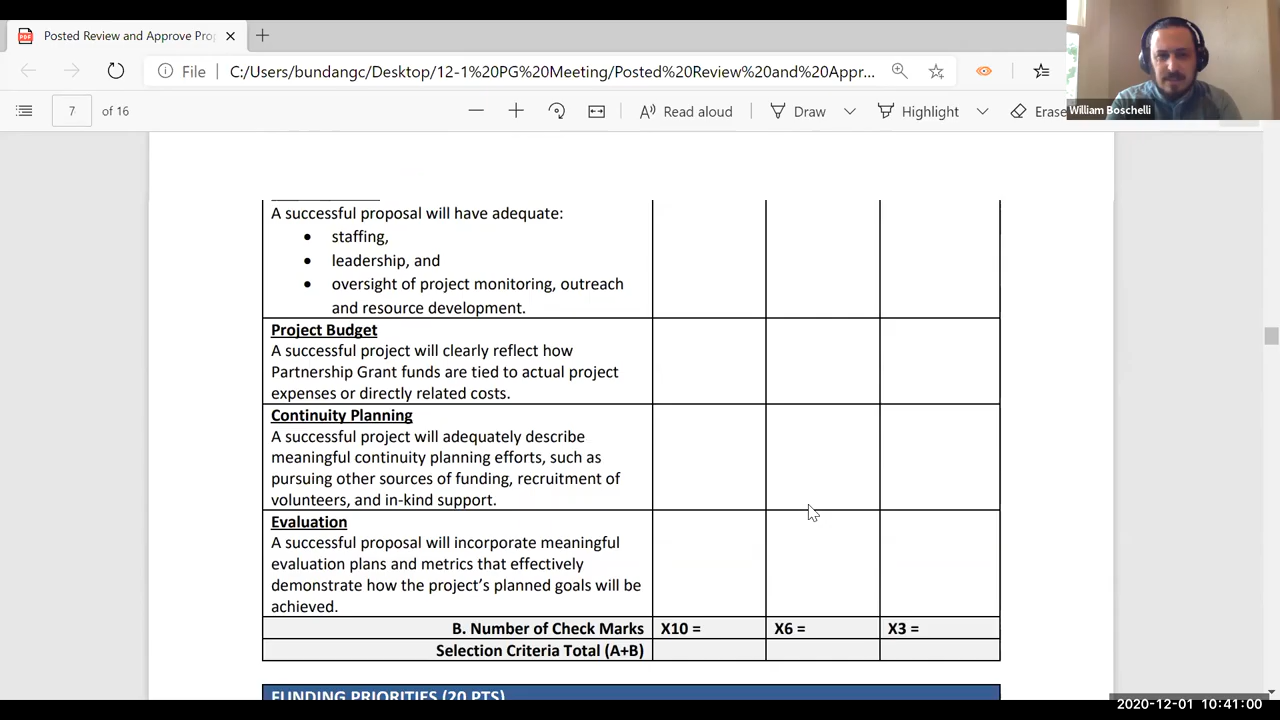 Posted Review and Approve Pro
File C:/Users/bundangc/Desktop/12-1%20PG%20Meeting/Posted%20Review%20and%20Appr...
7 of 16
Read aloud
Draw
Highlight
Erase
William Boschelli
A successful proposal will have adequate:
• staffing,
• leadership, and
• oversight of project monitoring, outreach
and resource development.
Project Budget
A successful project will clearly reflect how
Partnership Grant funds are tied to actual project
expenses or directly related costs.
Continuity Planning
A successful project will adequately describe
meaningful continuity planning efforts, such as
pursuing other sources of funding, recruitment of
volunteers, and in-kind support.
Evaluation
A successful proposal will incorporate meaningful
evaluation plans and metrics that effectively
demonstrate how the project's planned goals will be
achieved.
B. Number of Check Marks X10 = X6 = X3 =
Selection Criteria Total (A+B)
FUNDING PRIORITIES (20 PTS)
2020-12-01 10:41:00